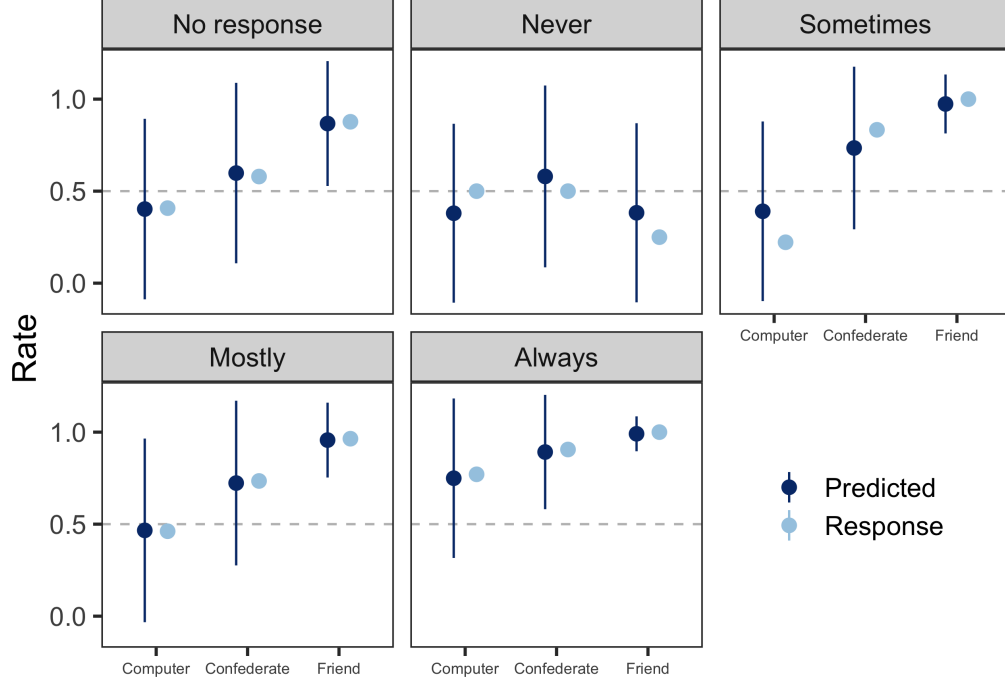 No response
Never
Sometimes
1.0
0.5
0.0
Computer Confederate Friend
Rate
Mostly
Always
1.0
0.5
0.0
Predicted
Response
Computer Confederate Friend
Computer Confederate Friend